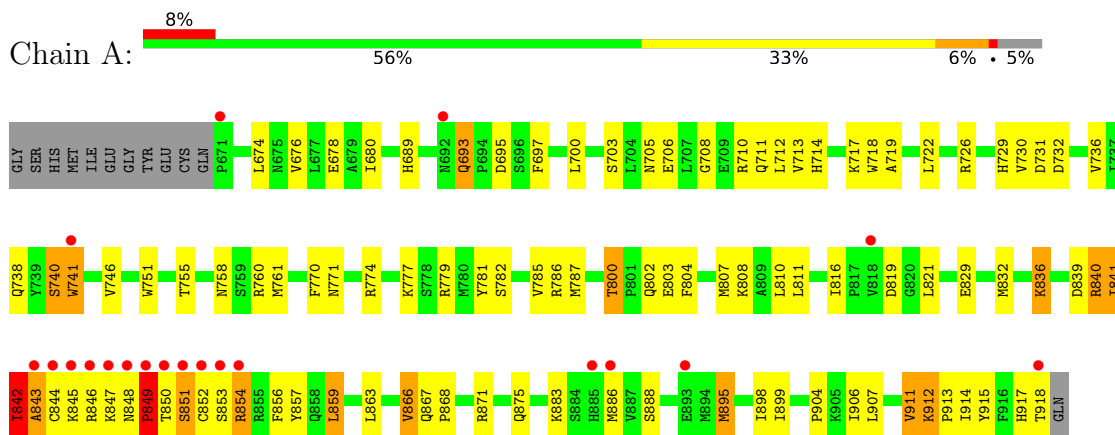 8%
Chain A:
56% 33% 6% • 5%
GLY SER HIS MET ILE GLU GLY TYR GLU CYS GLN P671 L674 N675 V676 L677 E678 A679 I680 H689 N692 Q693 P694 D695 S696 F697 L700 S703 L704 N705 E706 L707 G708 E709 R710 Q711 L712 V713 H714 K717 W718 A719 L722 R726 H729 V730 D731 D732 V736 I737
Q738 Y739 S740 W741 V746 W751 T755 N758 S759 R760 M761 F770 N771 R774 K777 S778 R779 M780 Y781 S782 V785 R786 M787 T800 P801 Q802 E803 F804 M807 K808 A809 L810 L811 I816 P817 V818 D819 G820 L821 E829 M832 K836 D839 R840 I841
I842 A843 C844 K845 R846 K847 N848 P849 T850 S851 C852 S853 R854 R855 F856 Y857 Q858 L859 L863 V866 Q867 P868 R871 Q875 K883 S884 H885 M886 V887 S888 E893 M894 M895 I898 I899 P904 K905 I906 L907 V911 K912 P913 I914 Y915 F916 H917 T918 GLN